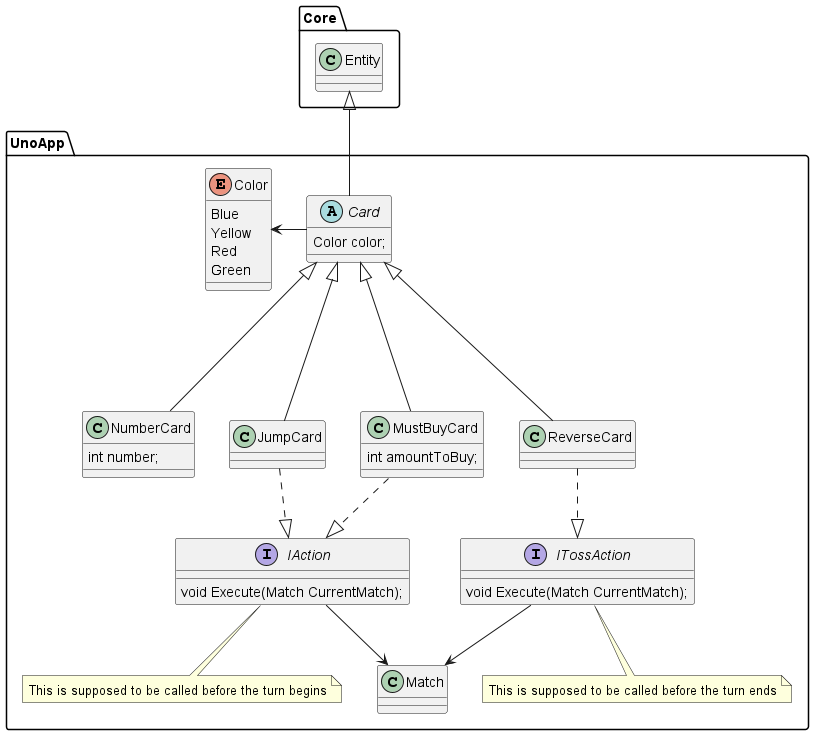 Core
C Entity
UnoApp
E Color
Blue
Yellow
Red
Green
A Card
Color color;
C NumberCard
int number;
C JumpCard
C MustBuyCard
int amountToBuy;
C ReverseCard
I IAction
void Execute(Match CurrentMatch);
I ITossAction
void Execute(Match CurrentMatch);
This is supposed to be called before the turn begins
C Match
This is supposed to be called before the turn ends